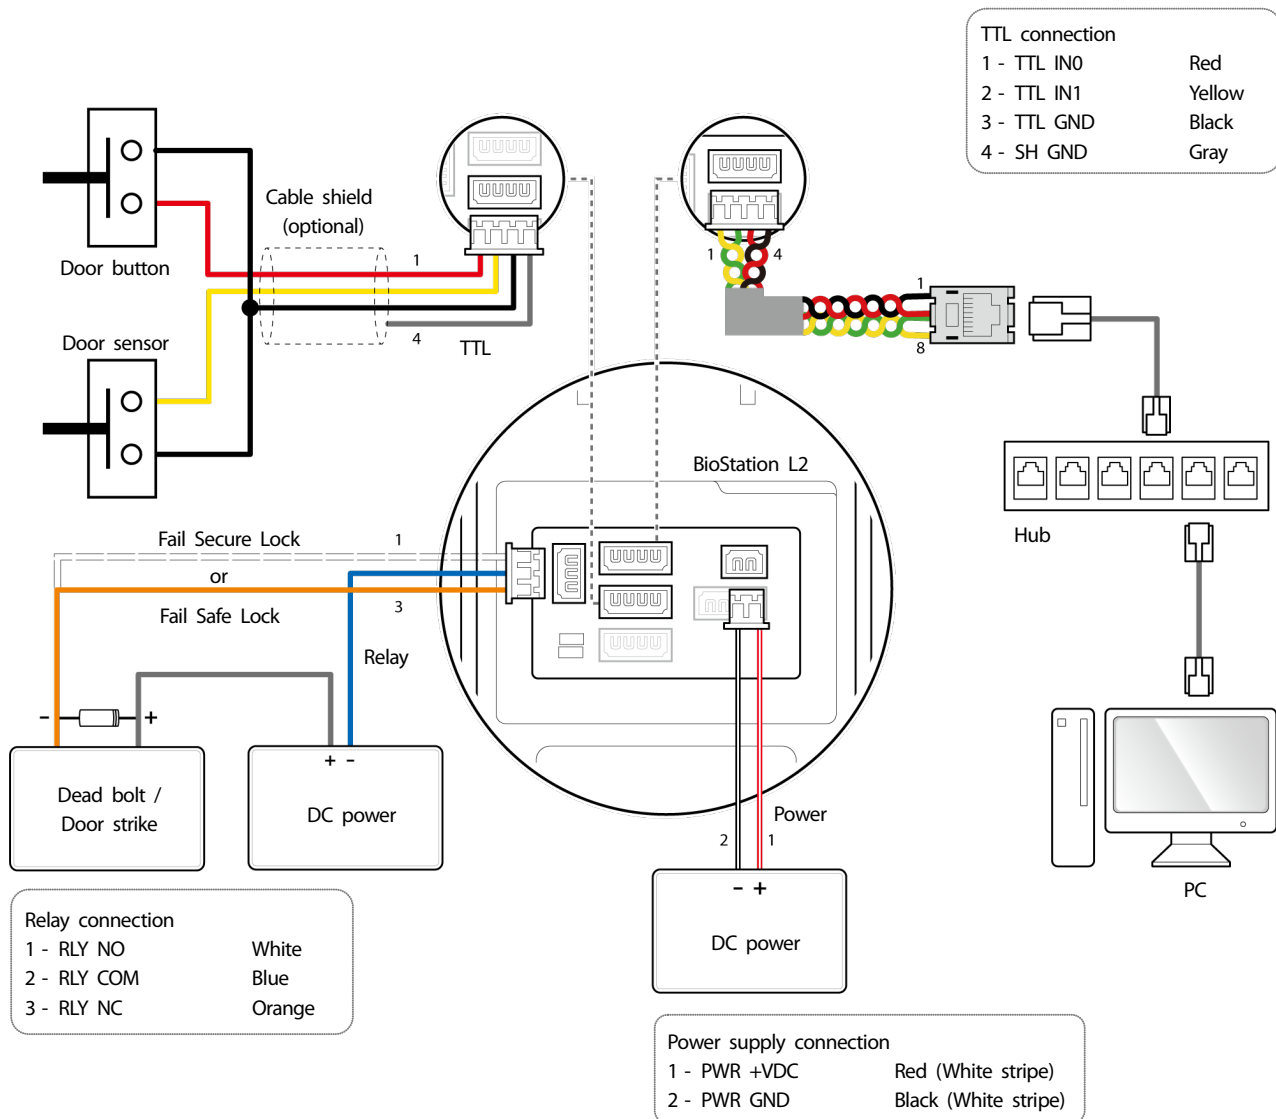 TTL connection
1 - TTL IN0 Red
2 - TTL IN1 Yellow
3 - TTL GND Black
4 - SH GND Gray
Cable shield
(optional)
Door button
1
4
TTL
Door sensor
1
4
1
8
BioStation L2
Hub
Fail Secure Lock
1
or
Fail Safe Lock
3
Relay
- +
+ -
Dead bolt /
Door strike
DC power
Power
2
1
- +
DC power
PC
Relay connection
1 - RLY NO White
2 - RLY COM Blue
3 - RLY NC Orange
Power supply connection
1 - PWR +VDC Red (White stripe)
2 - PWR GND Black (White stripe)